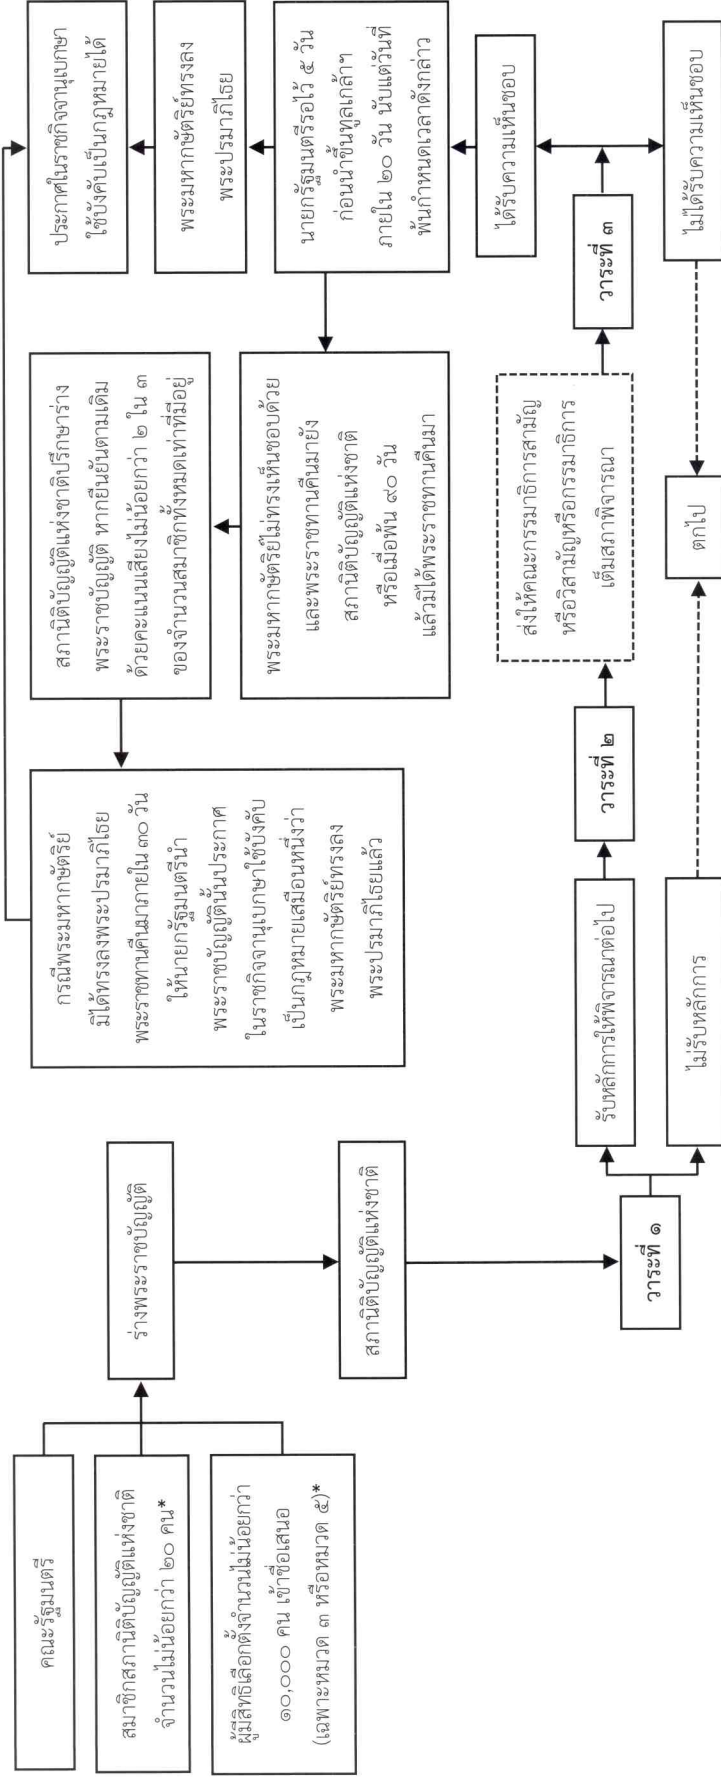 คณะรัฐมนตรี
สมาชิกสภานิติบัญญัติแห่งชาติ
จำนวนไม่น้อยกว่า ๒๐ คน*
ผู้มีสิทธิเลือกตั้งจำนวนไม่น้อยกว่า
๑๐,๐๐๐ คน เข้าชื่อเสนอ
(เฉพาะหมวด ๓ หรือหมวด ๕)*
ร่างพระราชบัญญัติ
สภานิติบัญญัติแห่งชาติ
วาระที่ ๑
รับหลักการให้พิจารณาต่อไป
ไม่รับหลักการ
วาระที่ ๒
ส่งให้คณะกรรมาธิการสามัญ
หรือวิสามัญหรือกรรมาธิการ
เต็มสภาพิจารณา
ตกไป
วาระที่ ๓
ได้รับความเห็นชอบ
ไม่ได้รับความเห็นชอบ
นายกรัฐมนตรีรอไว้ ๕ วัน
ก่อนนำขึ้นทูลเกล้าฯ
ภายใน ๒๐ วัน นับแต่วันที่
พ้นกำหนดเวลาดังกล่าว
พระมหากษัตริย์ทรงลง
พระปรมาภิไธย
ประกาศในราชกิจจานุเบกษา
ใช้บังคับเป็นกฎหมายได้
พระมหากษัตริย์ไม่ทรงเห็นชอบด้วย
และพระราชทานคืนมายัง
สภานิติบัญญัติแห่งชาติ
หรือเมื่อพ้น ๙๐ วัน
แล้วมิได้พระราชทานคืนมา
สภานิติบัญญัติแห่งชาติปรึกษาร่าง
พระราชบัญญัติ หากยืนยันตามเดิม
ด้วยคะแนนเสียงไม่น้อยกว่า ๒ ใน ๓
ของจำนวนสมาชิกทั้งหมดเท่าที่มีอยู่
กรณีพระมหากษัตริย์
มิได้ทรงลงพระปรมาภิไธย
พระราชทานคืนมาภายใน ๓๐ วัน
ให้นายกรัฐมนตรีนำ
พระราชบัญญัตินั้นประกาศ
ในราชกิจจานุเบกษาใช้บังคับ
เป็นกฎหมายเสมือนหนึ่งว่า
พระมหากษัตริย์ทรงลง
พระปรมาภิไธยแล้ว